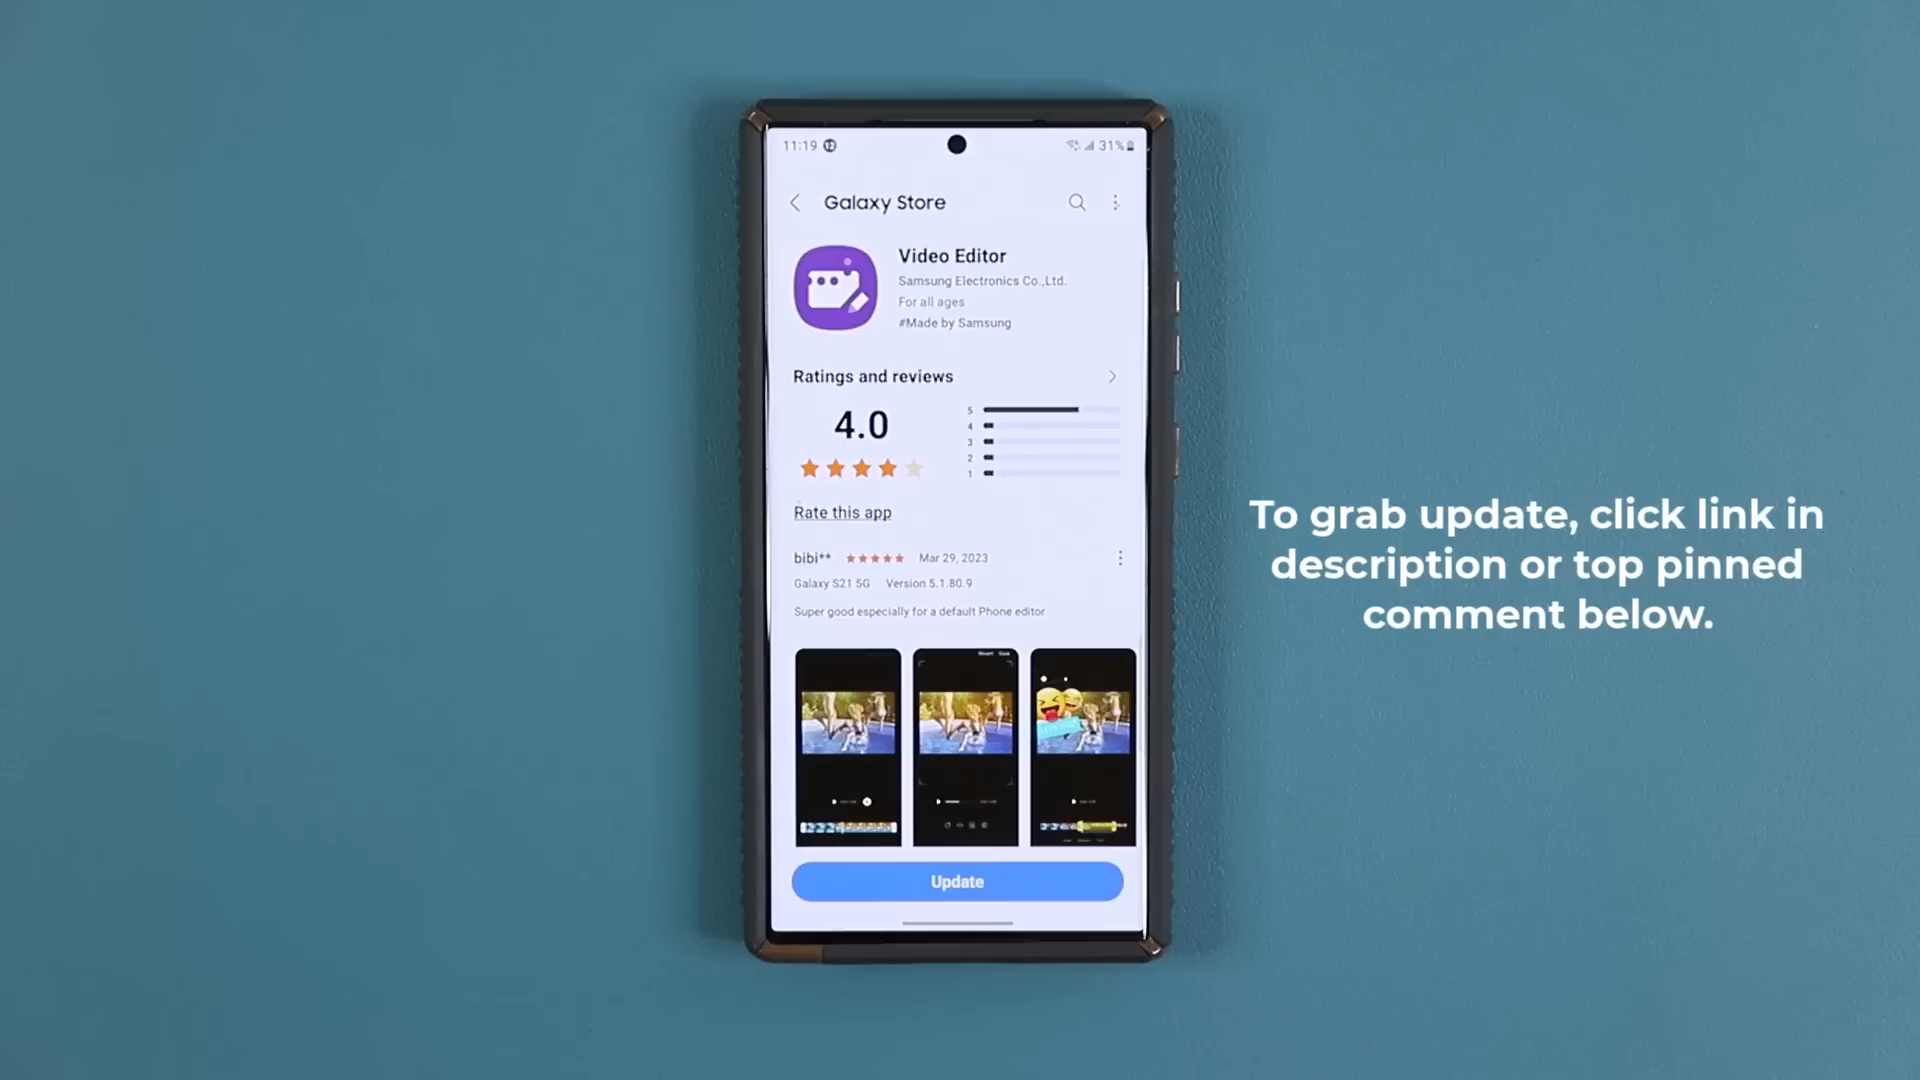 11:19
31%
Galaxy Store
Video Editor
Samsung Electronics Co.,Ltd.
For all ages
#Made by Samsung
Ratings and reviews
4.0
5
4
3
2
1
Rate this app
bibi** Mar 29, 2023
Galaxy S21 5G Version 5.1.80.9
Super good especially for a default Phone editor
Update
To grab update, click link in
description or top pinned
comment below.